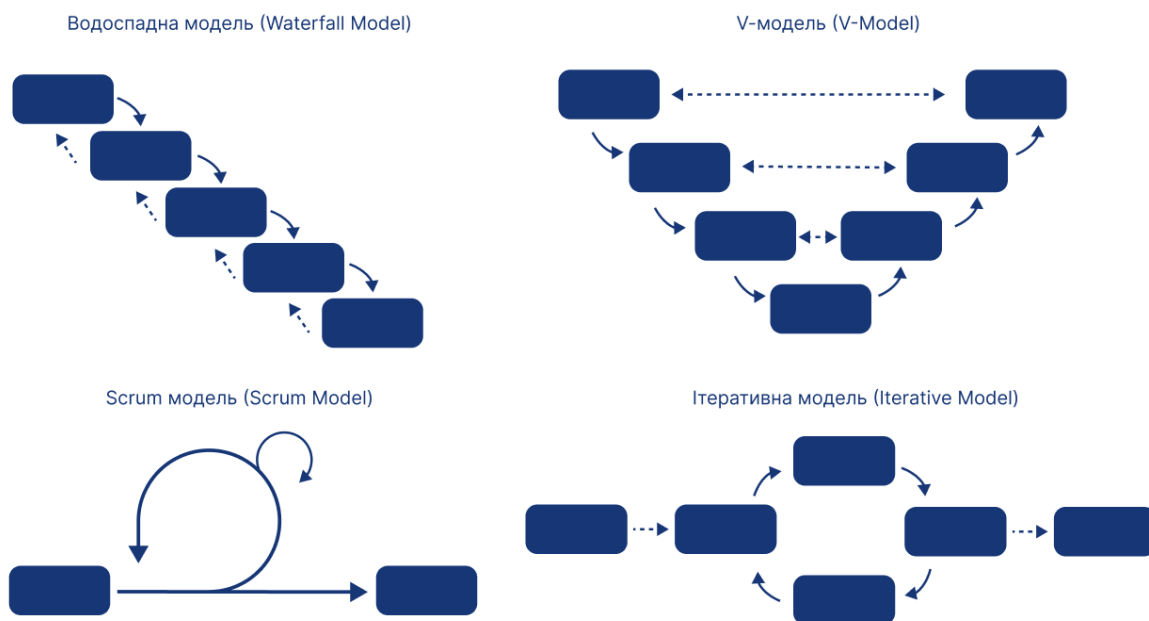 Водоспадна модель (Waterfall Model)
V-модель (V-Model)
Scrum модель (Scrum Model)
Ітеративна модель (Iterative Model)